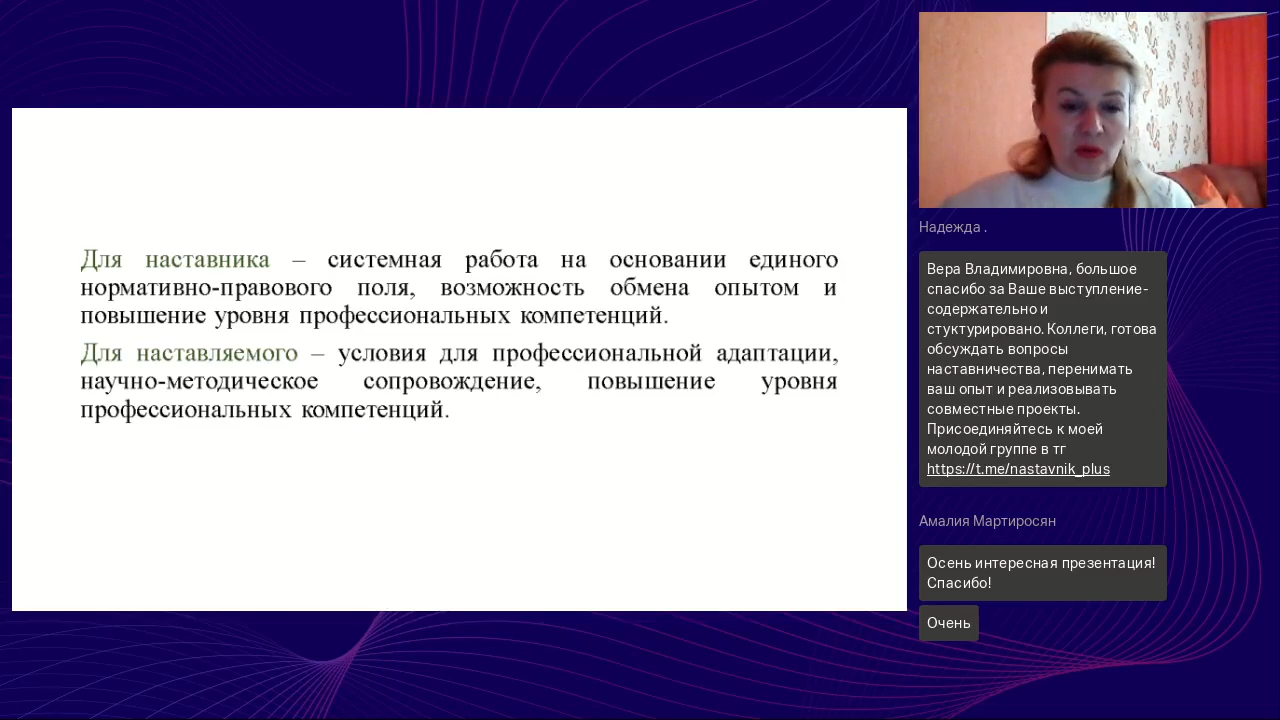 Для наставника – системная работа на основании единого
нормативно-правового поля, возможность обмена опытом и
повышение уровня профессиональных компетенций.
Для наставляемого – условия для профессиональной адаптации,
научно-методическое сопровождение, повышение уровня
профессиональных компетенций.
Надежда .
Вера Владимировна, большое
спасибо за Ваше выступление-
содержательно и
стуктурировано. Коллеги, готова
обсуждать вопросы
наставничества, перенимать
ваш опыт и реализовывать
совместные проекты.
Присоединяйтесь к моей
молодой группе в тг
https://t.me/nastavnik_plus
Амалия Мартиросян
Осень интересная презентация!
Спасибо!
Очень